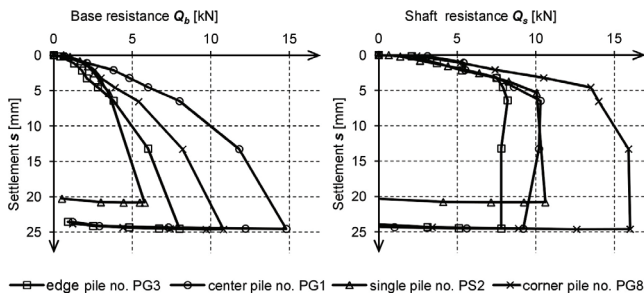 Base resistance Q_b [kN]
0 5 10 15
Settlement s [mm]
0
5
10
15
20
25
Shaft resistance Q_s [kN]
0 5 10 15
Settlement s [mm]
0
5
10
15
20
25
edge pile no. PG3 center pile no. PG1 single pile no. PS2 corner pile no. PG8